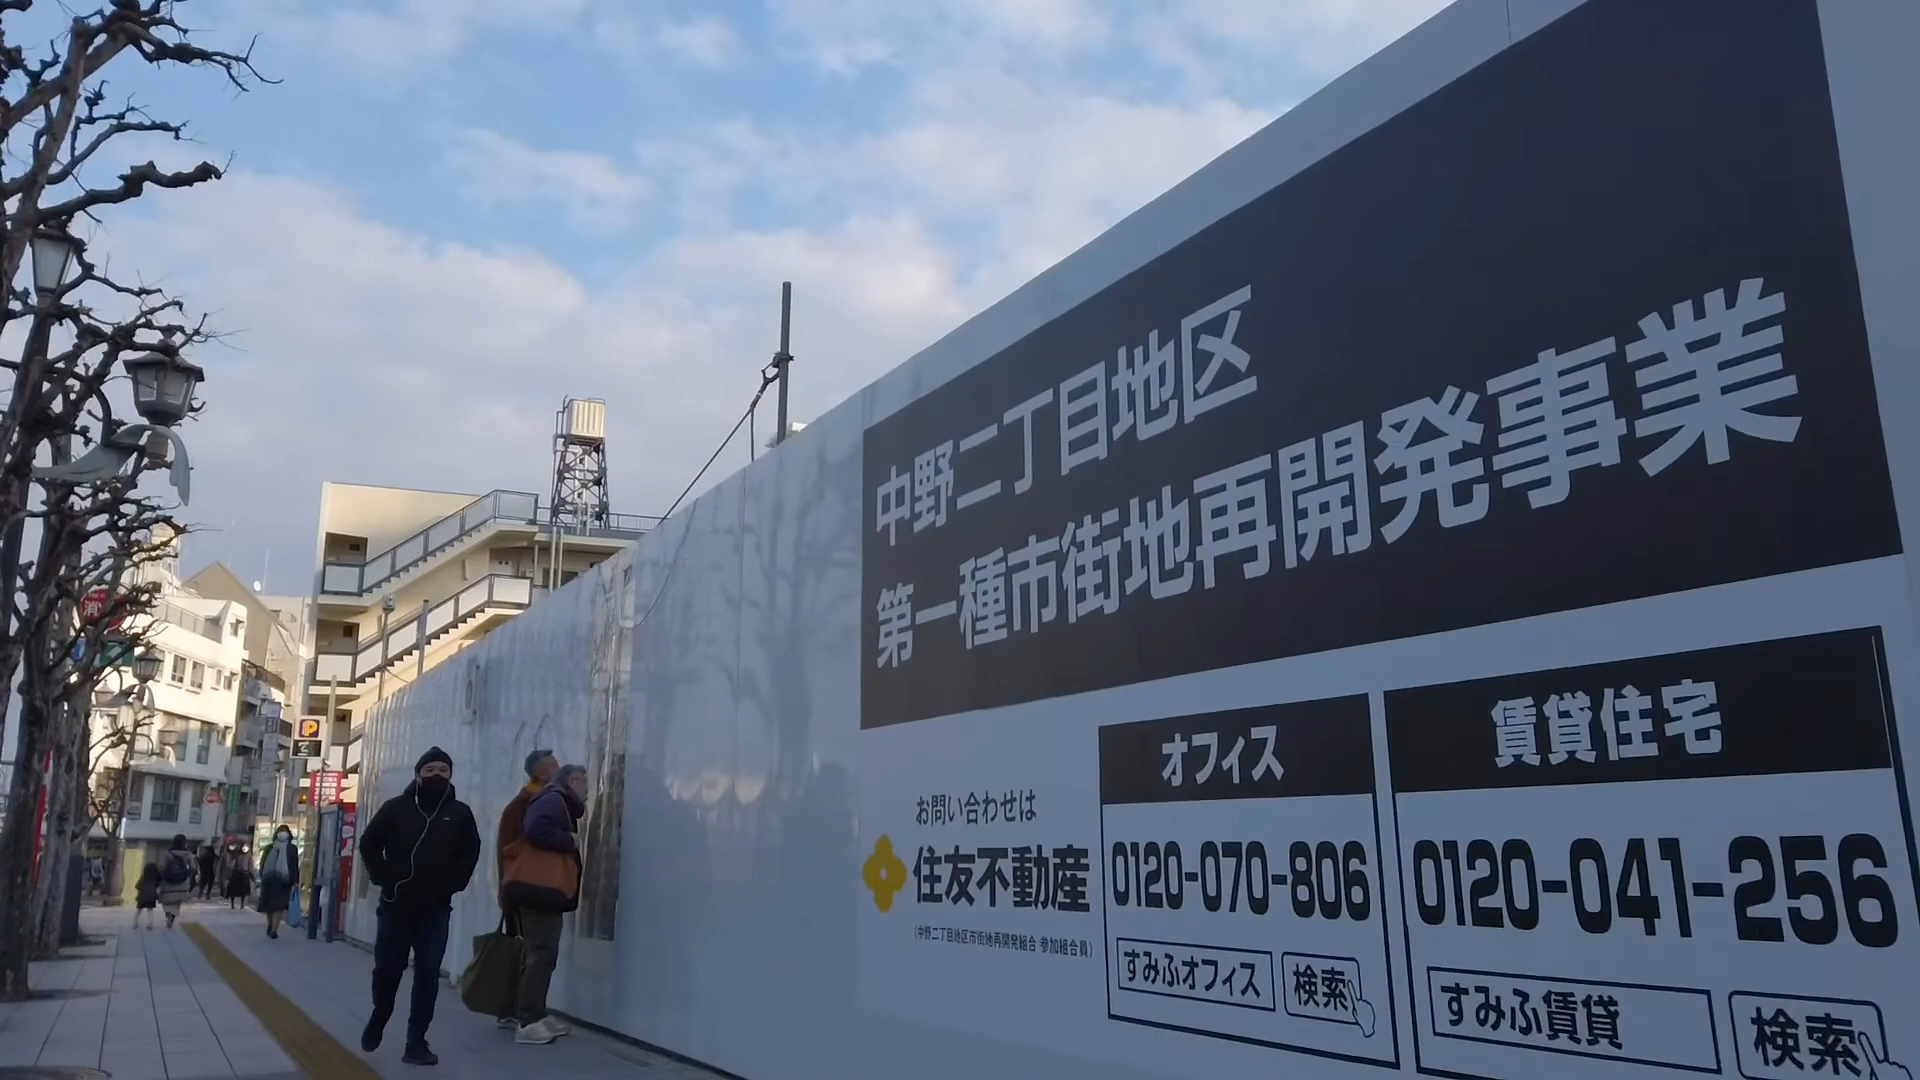 中野二丁目地区
第一種市街地再開発事業
お問い合わせは
住友不動産
(中野二丁目地区市街地再開発組合 参加組合員)
オフィス
0120-070-806
すみふオフィス 検索
賃貸住宅
0120-041-256
すみふ賃貸 検索
P
消